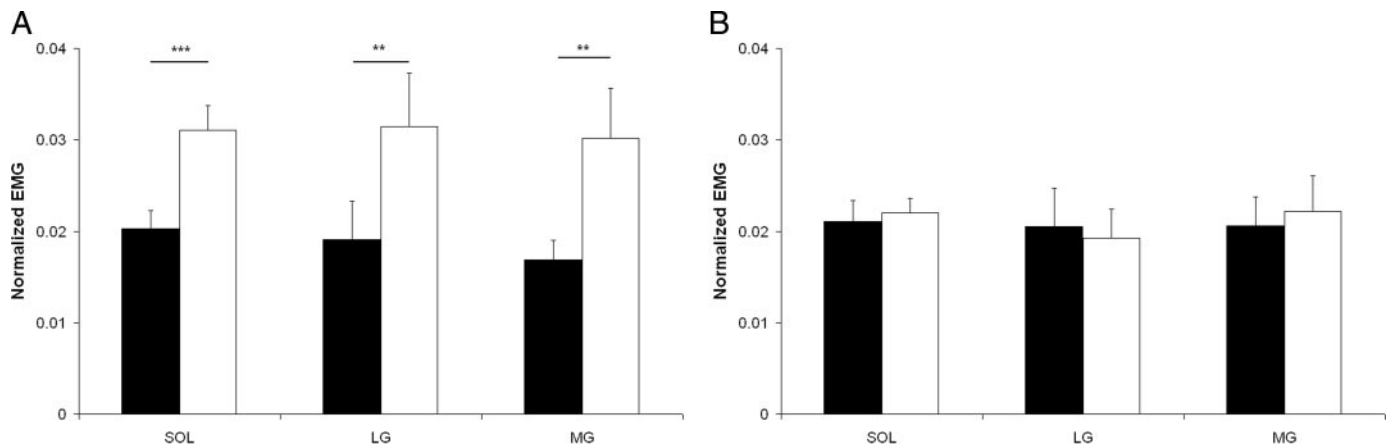 A
0.04
0.03
0.02
0.01
0
Normalized EMG
***
**
**
SOL LG MG
B
0.04
0.03
0.02
0.01
0
Normalized EMG
SOL LG MG